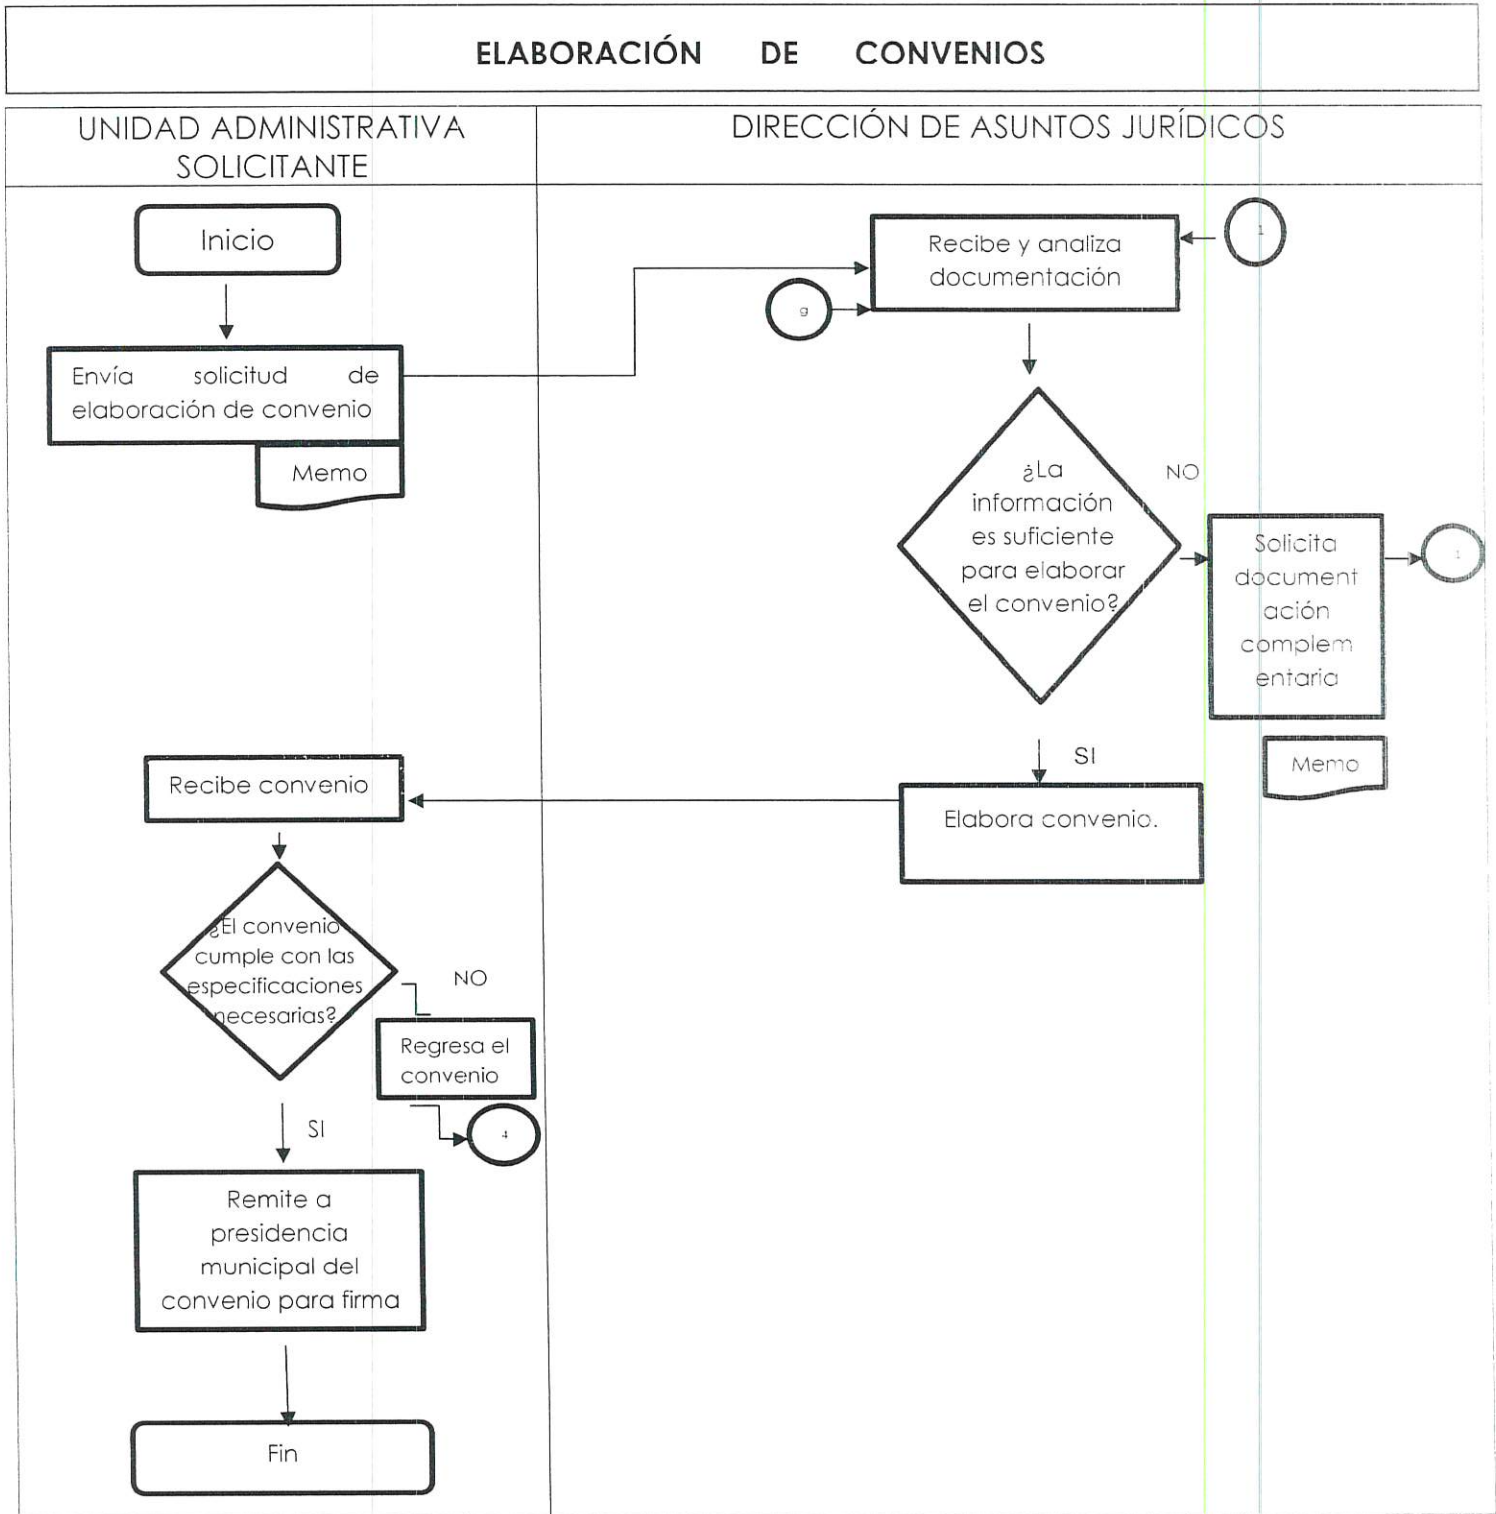 ELABORACIÓN DE CONVENIOS
UNIDAD ADMINISTRATIVA
SOLICITANTE
DIRECCIÓN DE ASUNTOS JURÍDICOS
Inicio
Envía solicitud de
elaboración de convenio
Memo
Recibe y analiza
documentación
1
g
¿La
información
es suficiente
para elaborar
el convenio?
NO
Solicita
document
ación
complem
entaria
1
Memo
SI
Elabora convenio.
Recibe convenio
¿El convenio
cumple con las
especificaciones
necesarias?
NO
Regresa el
convenio
4
SI
Remite a
presidencia
municipal del
convenio para firma
Fin